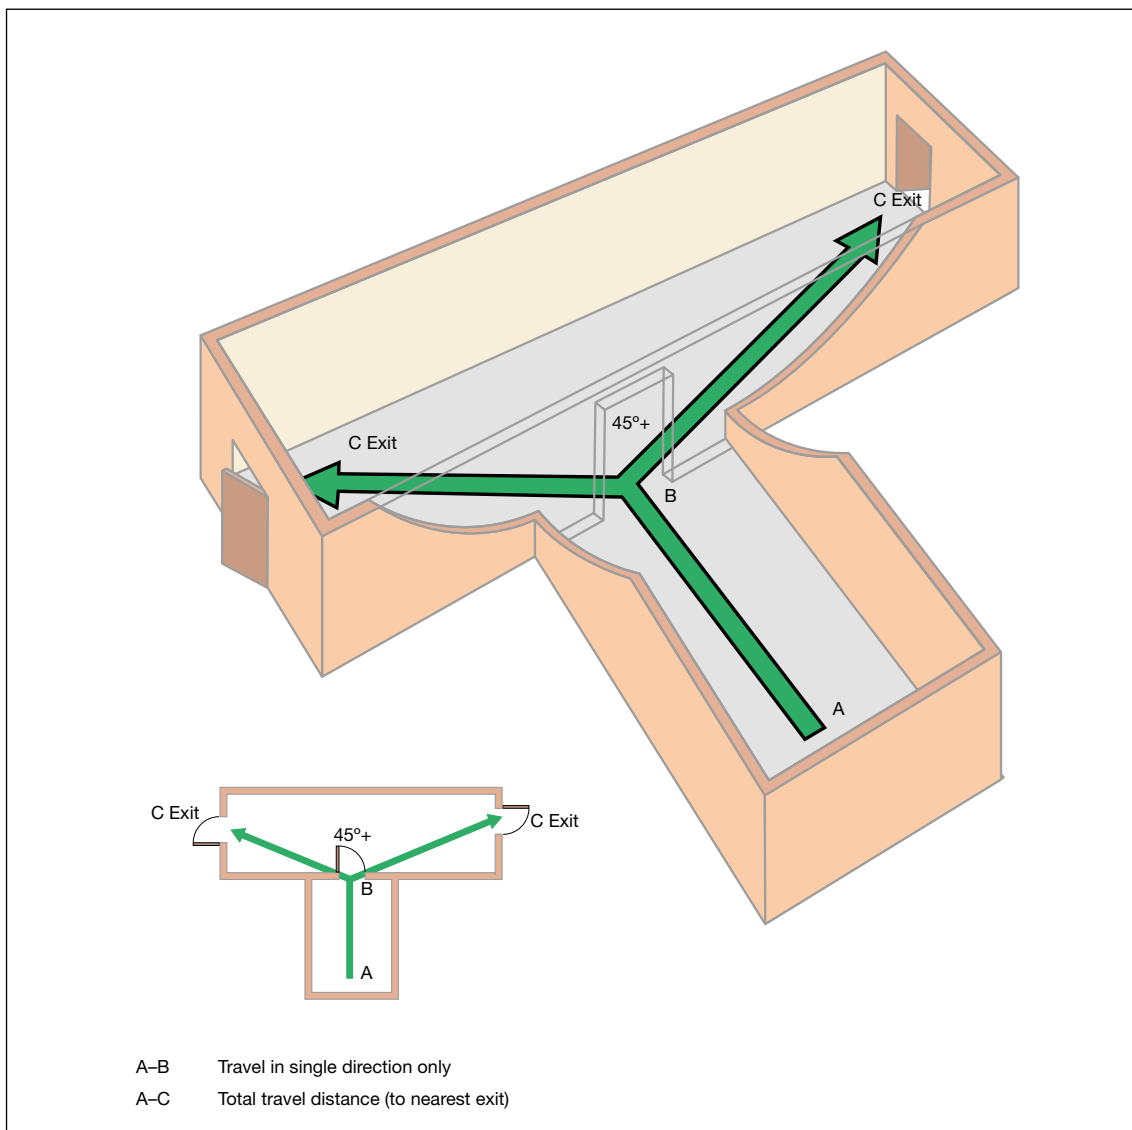 C Exit
C Exit
45º+
B
A
C Exit
45º+
C Exit
B
A
A–B Travel in single direction only
A–C Total travel distance (to nearest exit)